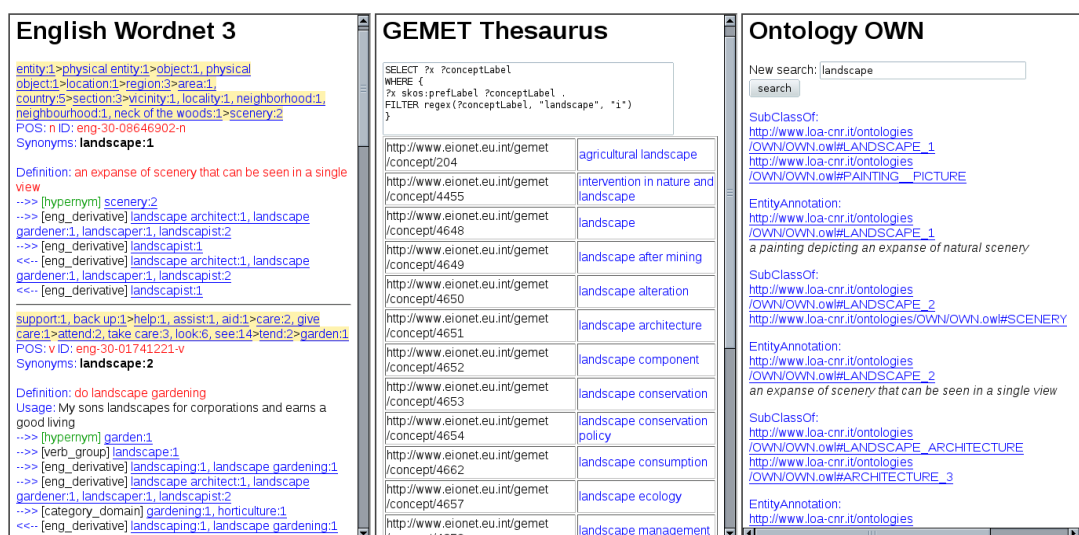 English Wordnet 3
entity:1>physical entity:1>object:1, physical
object:1>location:1>region:3>area:1,
country:5>section:3>vicinity:1, locality:1, neighborhood:1,
neighbourhood:1, neck of the woods:1>scenery:2
POS: n ID: eng-30-08646902-n
Synonyms: landscape:1
Definition: an expanse of scenery that can be seen in a single
view
-->> [hypernym] scenery:2
-->> [eng_derivative] landscape architect:1, landscape
gardener:1, landscaper:1, landscapist:2
-->> [eng_derivative] landscapist:1
<<-- [eng_derivative] landscape architect:1, landscape
gardener:1, landscaper:1, landscapist:2
<<-- [eng_derivative] landscapist:1
support:1, back up:1>help:1, assist:1, aid:1>care:2, give
care:1>attend:2, take care:3, look:6, see:14>tend:2>garden:1
POS: v ID: eng-30-01741221-v
Synonyms: landscape:2
Definition: do landscape gardening
Usage: My sons landscapes for corporations and earns a
good living
-->> [hypernym] garden:1
-->> [verb_group] landscape:1
-->> [eng_derivative] landscaping:1, landscape gardening:1
-->> [eng_derivative] landscape architect:1, landscape
gardener:1, landscaper:1, landscapist:2
-->> [category_domain] gardening:1, horticulture:1
<<-- [eng_derivative] landscaping:1, landscape gardening:1
GEMET Thesaurus
SELECT ?x ?conceptLabel
WHERE {
?x skos:prefLabel ?conceptLabel .
FILTER regex(?conceptLabel, "landscape", "i")
}
http://www.eionet.eu.int/gemet
/concept/204
agricultural landscape
http://www.eionet.eu.int/gemet
/concept/4455
intervention in nature and
landscape
http://www.eionet.eu.int/gemet
/concept/4648
landscape
http://www.eionet.eu.int/gemet
/concept/4649
landscape after mining
http://www.eionet.eu.int/gemet
/concept/4650
landscape alteration
http://www.eionet.eu.int/gemet
/concept/4651
landscape architecture
http://www.eionet.eu.int/gemet
/concept/4652
landscape component
http://www.eionet.eu.int/gemet
/concept/4653
landscape conservation
http://www.eionet.eu.int/gemet
/concept/4654
landscape conservation
policy
http://www.eionet.eu.int/gemet
/concept/4662
landscape consumption
http://www.eionet.eu.int/gemet
/concept/4657
landscape ecology
http://www.eionet.eu.int/gemet
landscape management
Ontology OWN
New search: landscape
search
SubClassOf:
http://www.loa-cnr.it/ontologies
/OWN/OWN.owl#LANDSCAPE_1
http://www.loa-cnr.it/ontologies
/OWN/OWN.owl#PAINTING__PICTURE
EntityAnnotation:
http://www.loa-cnr.it/ontologies
/OWN/OWN.owl#LANDSCAPE_1
a painting depicting an expanse of natural scenery
SubClassOf:
http://www.loa-cnr.it/ontologies
/OWN/OWN.owl#LANDSCAPE_2
http://www.loa-cnr.it/ontologies/OWN/OWN.owl#SCENERY
EntityAnnotation:
http://www.loa-cnr.it/ontologies
/OWN/OWN.owl#LANDSCAPE_2
an expanse of scenery that can be seen in a single view
SubClassOf:
http://www.loa-cnr.it/ontologies
/OWN/OWN.owl#LANDSCAPE_ARCHITECTURE
http://www.loa-cnr.it/ontologies
/OWN/OWN.owl#ARCHITECTURE_3
EntityAnnotation:
http://www.loa-cnr.it/ontologies